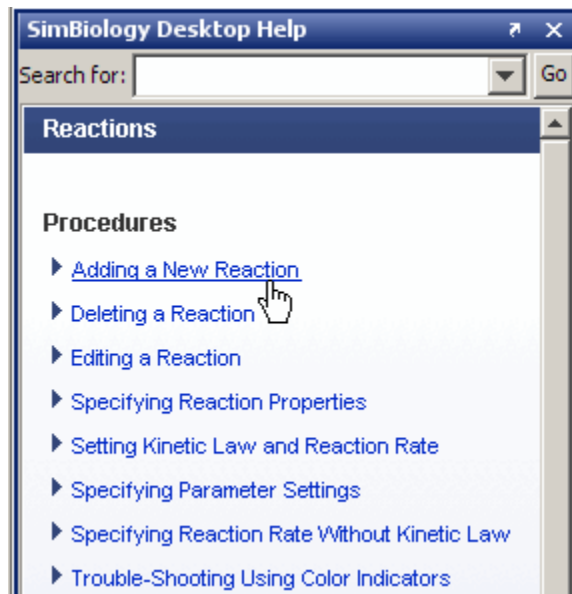 SimBiology Desktop Help
Search for:
Go
Reactions
Procedures
Adding a New Reaction
Deleting a Reaction
Editing a Reaction
Specifying Reaction Properties
Setting Kinetic Law and Reaction Rate
Specifying Parameter Settings
Specifying Reaction Rate Without Kinetic Law
Trouble-Shooting Using Color Indicators